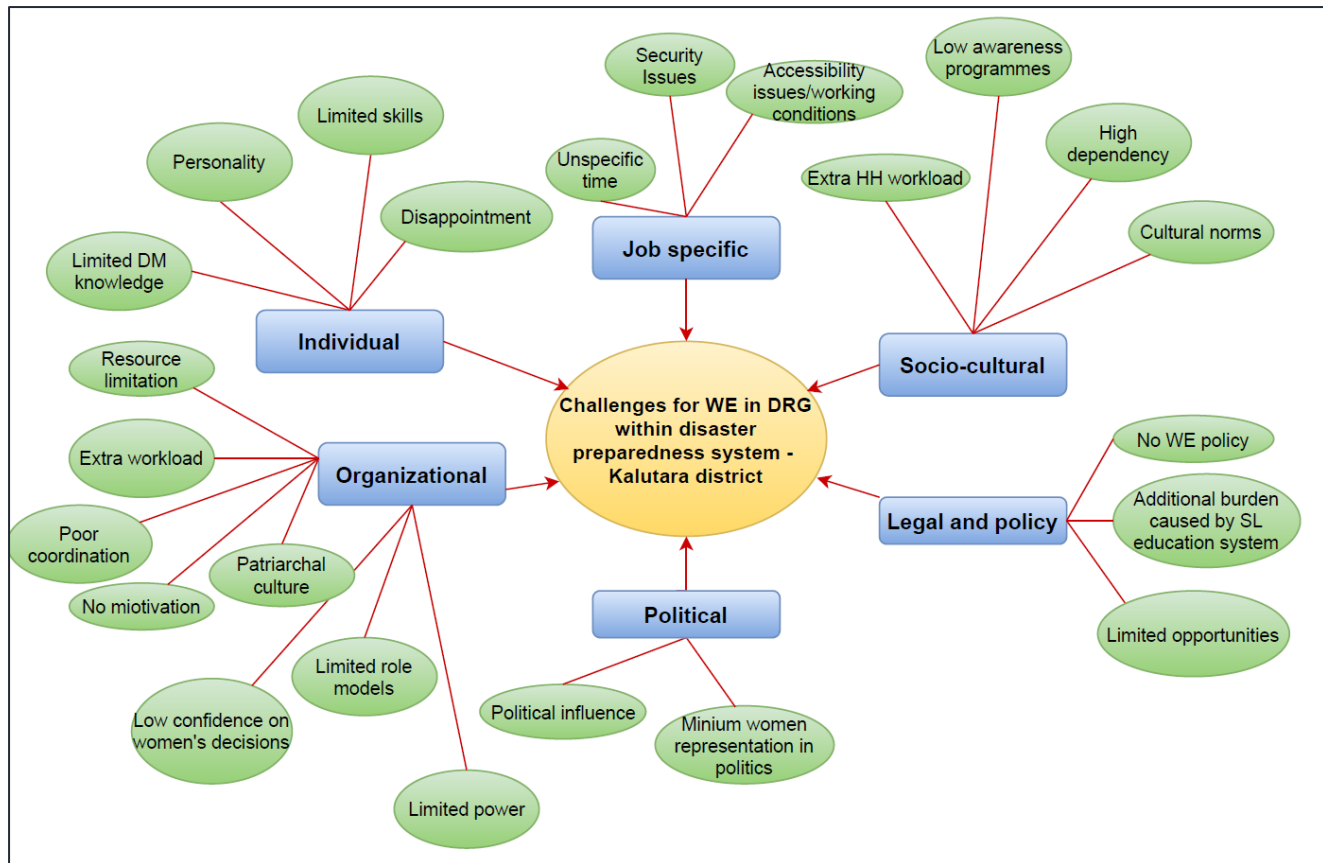 Low awareness
programmes
Security
Issues
Accessibility
issues/working
conditions
Limited skills
High
dependency
Personality
Unspecific
time
Extra HH workload
Disappointment
Cultural norms
Limited DM
knowledge
Job specific
Individual
Socio-cultural
Resource
limitation
Challenges for WE in DRG
within disaster
preparedness system -
Kalutara district
No WE policy
Extra workload
Organizational
Additional burden
caused by SL
education system
Legal and policy
Poor
coordination
Patriarchal
culture
No miotivation
Political
Limited opportunities
Limited role
models
Political influence
Low confidence on
women's decisions
Minium women
representation in
politics
Limited power